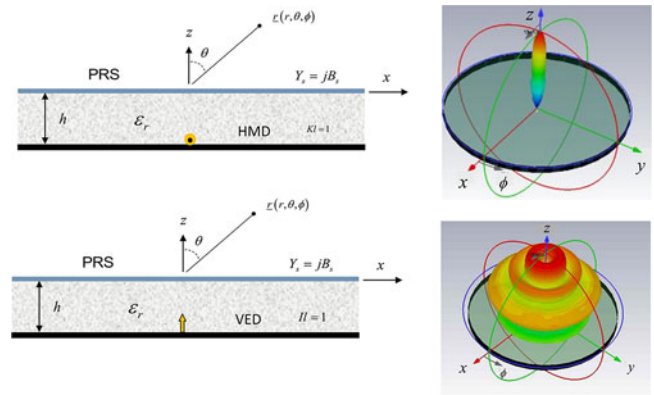 z
θ
r(r,θ,ϕ)
PRS
Y_s = jB_s
x
h
ε_r
HMD
Kl=1
z
x
ϕ
y
z
θ
r(r,θ,ϕ)
PRS
Y_s = jB_s
x
h
ε_r
VED
Il=1
z
x
ϕ
y